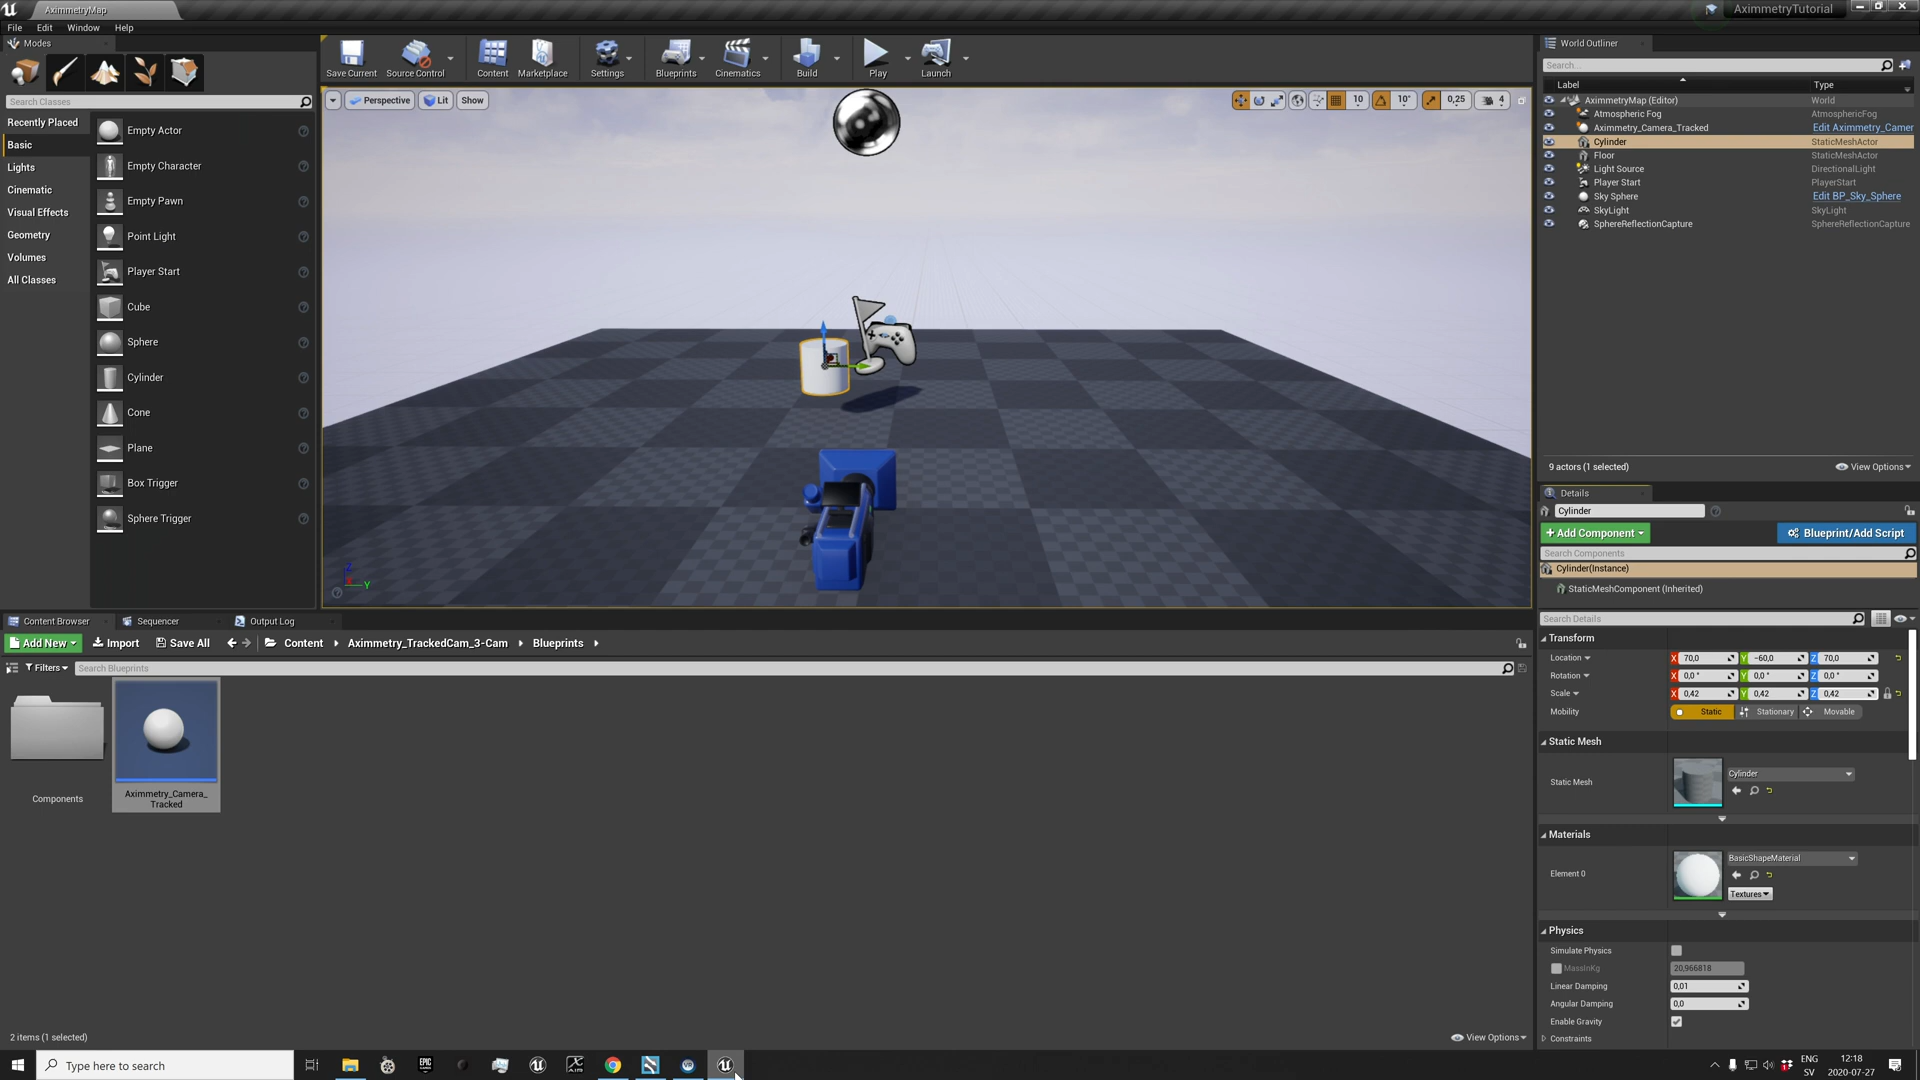 AximmetryMap
AximmetryTutorial
File Edit Window Help
Modes
Search Classes
Recently Placed
Basic
Lights
Cinematic
Visual Effects
Geometry
Volumes
All Classes
Empty Actor
Empty Character
Empty Pawn
Point Light
Player Start
Cube
Sphere
Cylinder
Cone
Plane
Box Trigger
Sphere Trigger
Save Current Source Control Content Marketplace Settings Blueprints Cinematics Build Play Launch
Perspective Lit Show
10 10° 0,25 4
Z
Y
World Outliner
Search...
Label Type
AximmetryMap (Editor) World
Atmospheric Fog AtmosphericFog
Aximmetry_Camera_Tracked Edit Aximmetry_Camer
Cylinder StaticMeshActor
Floor StaticMeshActor
Light Source DirectionalLight
Player Start PlayerStart
Sky Sphere Edit BP_Sky_Sphere
SkyLight SkyLight
SphereReflectionCapture SphereReflectionCapture
9 actors (1 selected) View Options
Details
Cylinder
+ Add Component Blueprint/Add Script
Search Components
Cylinder(Instance)
StaticMeshComponent (Inherited)
Search Details
Transform
Location X 70,0 Y -60,0 Z 70,0
Rotation X 0,0 ° Y 0,0 ° Z 0,0 °
Scale X 0,42 Y 0,42 Z 0,42
Mobility Static Stationary Movable
Static Mesh
Static Mesh Cylinder
Materials
Element 0 BasicShapeMaterial
Textures
Physics
Simulate Physics
MassInKg 20,966818
Linear Damping 0,01
Angular Damping 0,0
Enable Gravity
Constraints
Content Browser Sequencer Output Log
Add New Import Save All Content Aximmetry_TrackedCam_3-Cam Blueprints
Filters Search Blueprints
Components
Aximmetry_Camera_
Tracked
2 items (1 selected) View Options
Type here to search
EPIC
GAMES
ENG
SV
12:18
2020-07-27